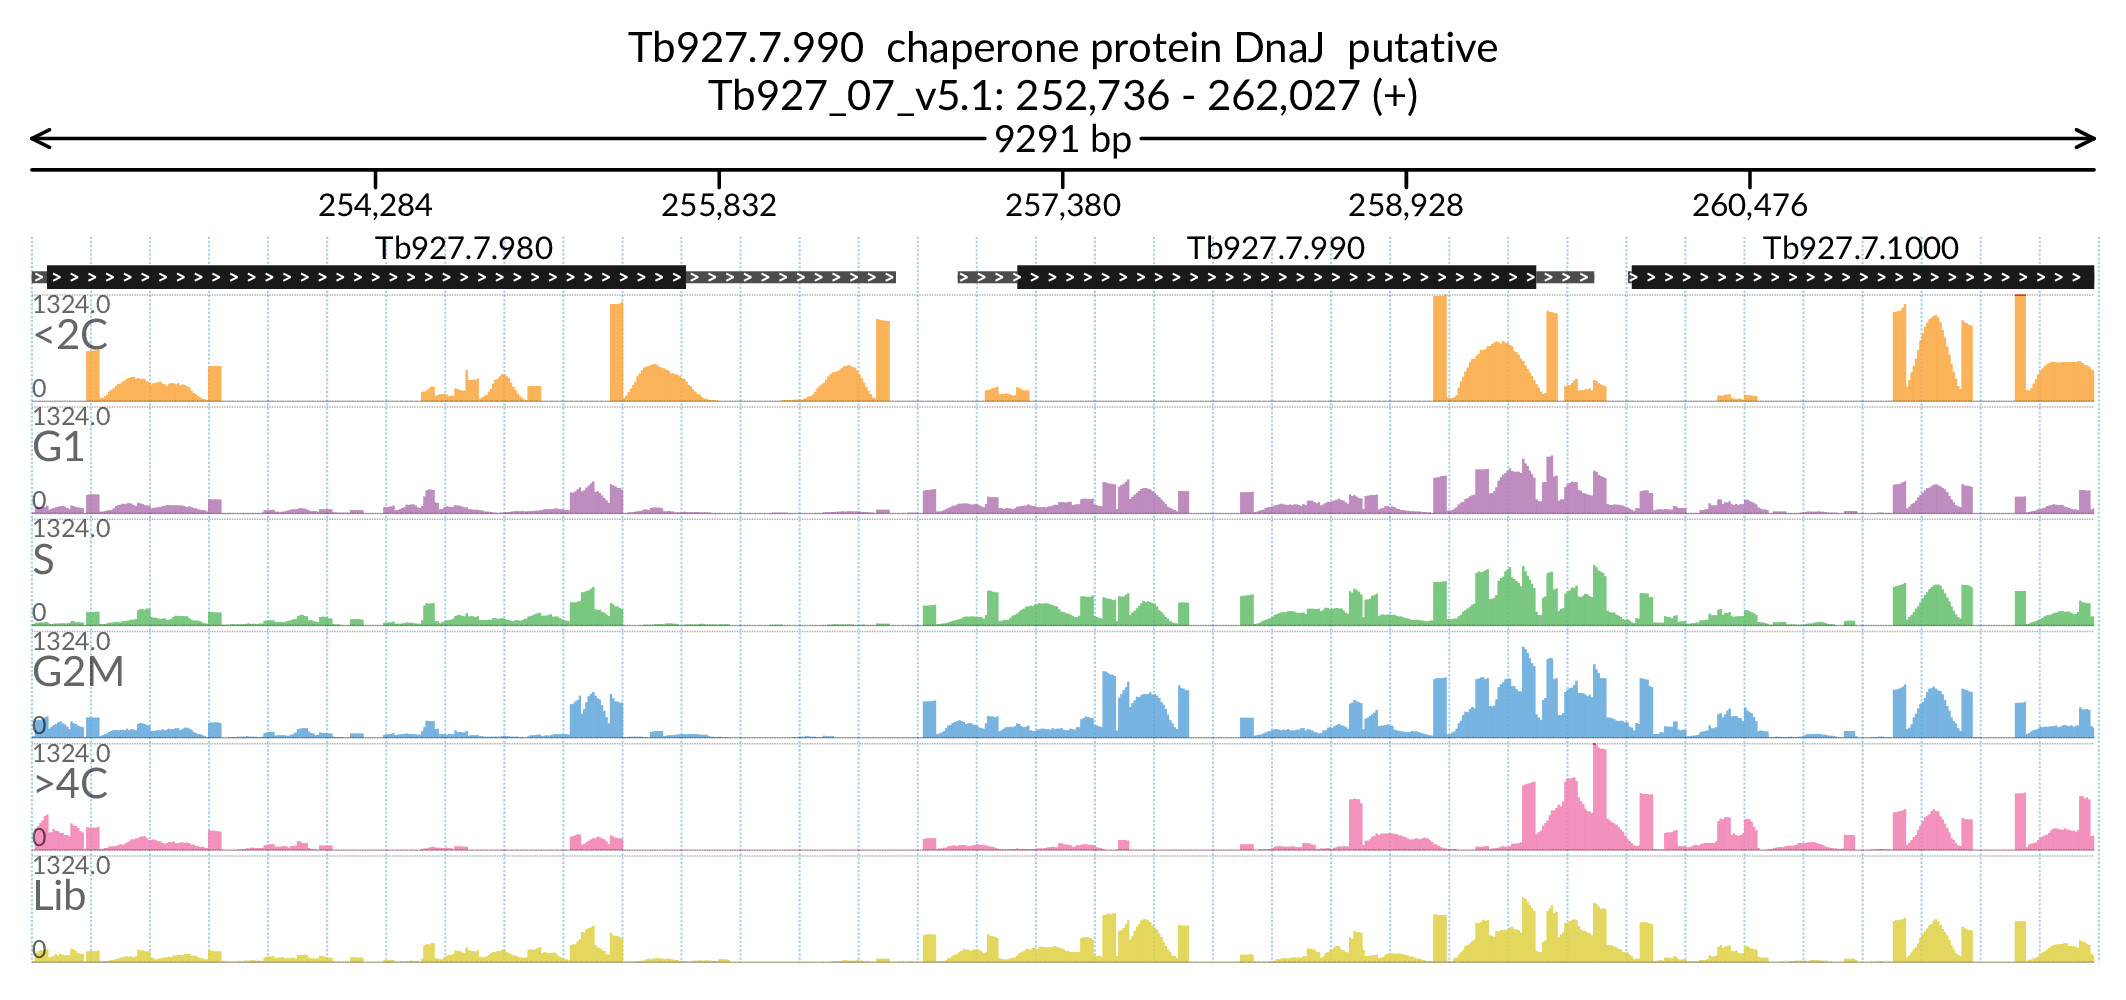 Tb927.7.990  chaperone protein DnaJ  putative
Tb927_07_v5.1: 252,736 - 262,027 (+)
9291 bp
254,284 255,832 257,380 258,928 260,476
Tb927.7.980 Tb927.7.990 Tb927.7.1000
1324.0
<2C
0
1324.0
G1
0
1324.0
S
0
1324.0
G2M
0
1324.0
>4C
0
1324.0
Lib
0